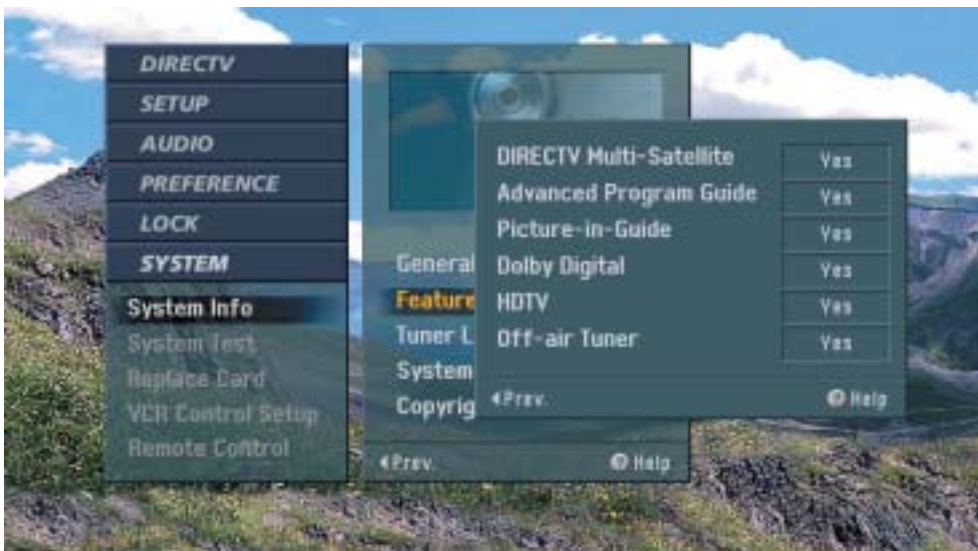 DIRECTV
SETUP
AUDIO
PREFERENCE
LOCK
SYSTEM
System Info
System Test
Replace Card
VCR Control Setup
Remote Control
General
Feature
Tuner L
System
Copyrig
Prev.
Help
DIRECTV Multi-Satellite Yes
Advanced Program Guide Yes
Picture-in-Guide Yes
Dolby Digital Yes
HDTV Yes
Off-air Tuner Yes
Prev. Help